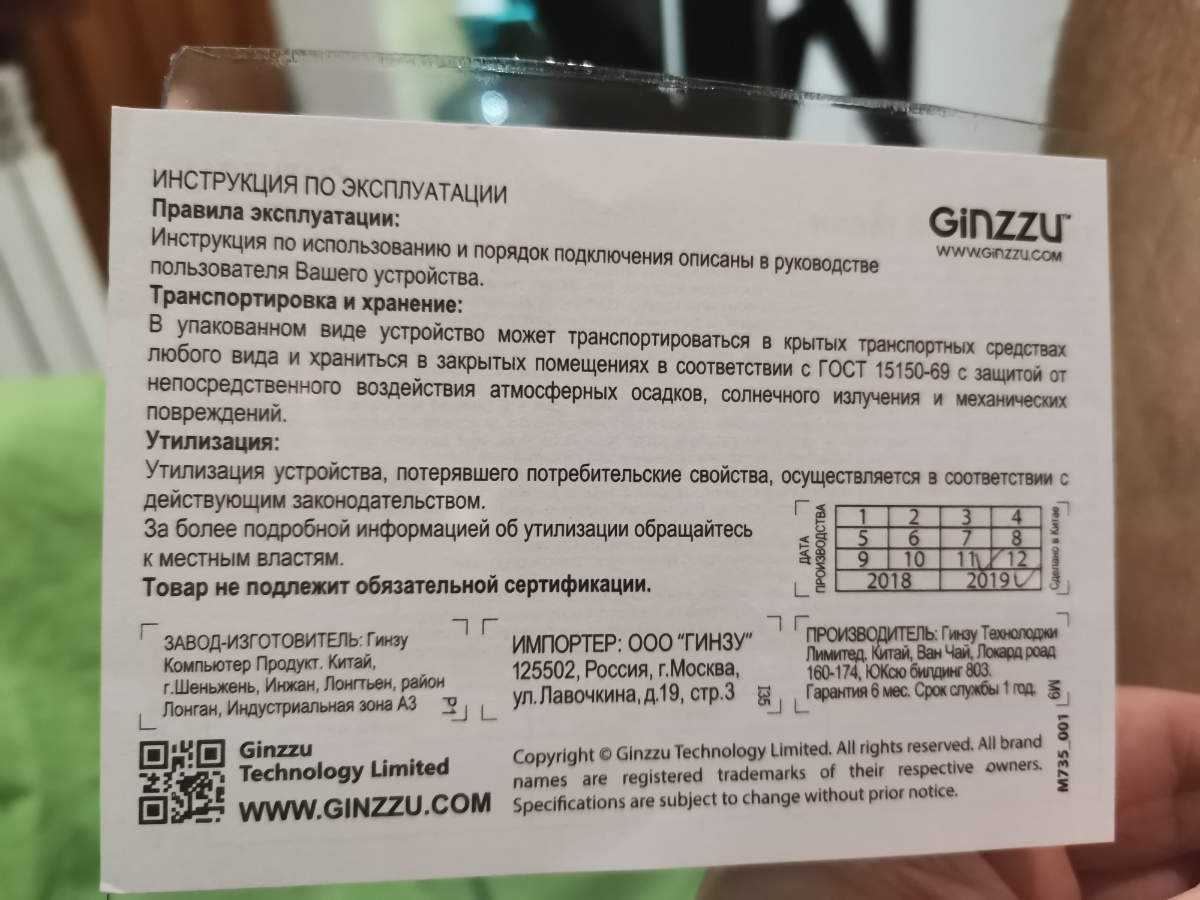 ИНСТРУКЦИЯ ПО ЭКСПЛУАТАЦИИ
Правила эксплуатации:
Инструкция по использованию и порядок подключения описаны в руководстве
пользователя Вашего устройства.
GiNZZU™
WWW.GiNZZU.COM
Транспортировка и хранение:
В упакованном виде устройство может транспортироваться в крытых транспортных средствах
любого вида и храниться в закрытых помещениях в соответствии с ГОСТ 15150-69 с защитой от
непосредственного воздействия атмосферных осадков, солнечного излучения и механических
повреждений.
Утилизация:
Утилизация устройства, потерявшего потребительские свойства, осуществляется в соответствии с
действующим законодательством.
За более подробной информацией об утилизации обращайтесь
к местным властям.
Товар не подлежит обязательной сертификации.
ДАТА
ПРОИЗВОДСТВА
1 2 3 4
5 6 7 8
9 10 11 12
2018 2019
Сделано в Китае
ЗАВОД-ИЗГОТОВИТЕЛЬ: Гинзу
Компьютер Продукт. Китай,
г.Шеньжень, Инжан, Лонгтьен, район
Лонган, Индустриальная зона А3
P1
ИМПОРТЕР: ООО "ГИНЗУ"
125502, Россия, г.Москва,
ул.Лавочкина, д.19, стр.3
I35
ПРОИЗВОДИТЕЛЬ: Гинзу Технолоджи
Лимитед. Китай, Ван Чай, Локард роад
160-174, ЮКсю билдинг 803.
Гарантия 6 мес. Срок службы 1 год.
M9
M735_001
Ginzzu
Technology Limited
WWW.GINZZU.COM
Copyright © Ginzzu Technology Limited. All rights reserved. All brand
names are registered trademarks of their respective owners.
Specifications are subject to change without prior notice.